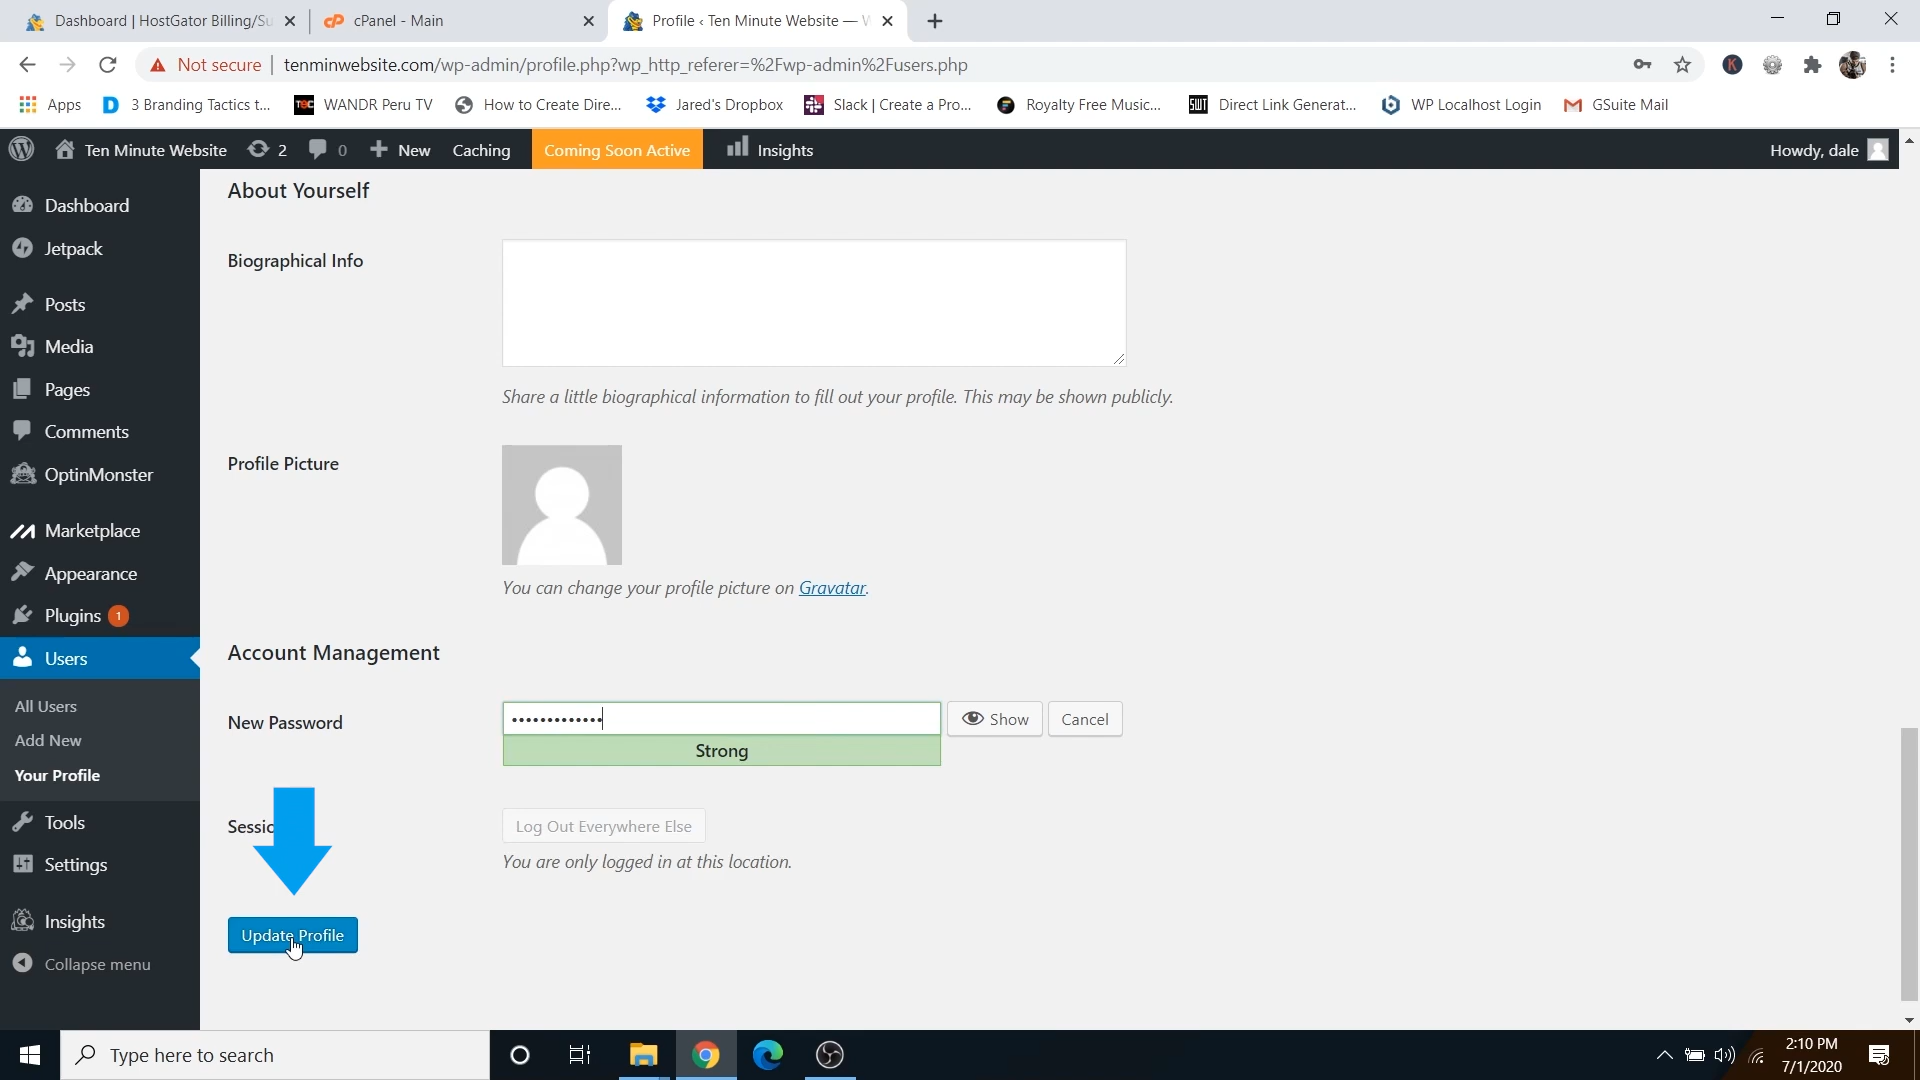 Dashboard | HostGator Billing/Su
cPanel - Main
Profile ‹ Ten Minute Website — W
Not secure
tenminwebsite.com/wp-admin/profile.php?wp_http_referer=%2Fwp-admin%2Fusers.php
K
Apps
3 Branding Tactics t...
WANDR Peru TV
How to Create Dire...
Jared's Dropbox
Slack | Create a Pro...
Royalty Free Music...
Direct Link Generat...
WP Localhost Login
GSuite Mail
Ten Minute Website
2
0
New
Caching
Coming Soon Active
Insights
Howdy, dale
Dashboard
Jetpack
Posts
Media
Pages
Comments
OptinMonster
Marketplace
Appearance
Plugins 1
Users
All Users
Add New
Your Profile
Tools
Settings
Insights
Collapse menu
About Yourself
Biographical Info
Share a little biographical information to fill out your profile. This may be shown publicly.
Profile Picture
You can change your profile picture on Gravatar.
Account Management
New Password
Show
Cancel
Strong
Log Out Everywhere Else
You are only logged in at this location.
Update Profile
Type here to search
2:10 PM
7/1/2020